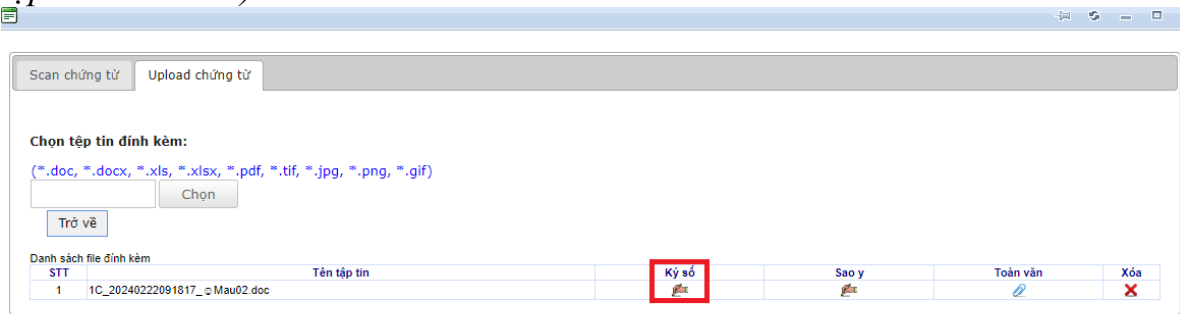 Scan chứng từ Upload chứng từ
Chọn tệp tin đính kèm:
(*.doc, *.docx, *.xls, *.xlsx, *.pdf, *.tif, *.jpg, *.png, *.gif)
Chọn
Trở về
Danh sách file đính kèm
STT Tên tập tin Ký số Sao y Toàn văn Xóa
1 1C_20240222091817_☺Mau02.doc